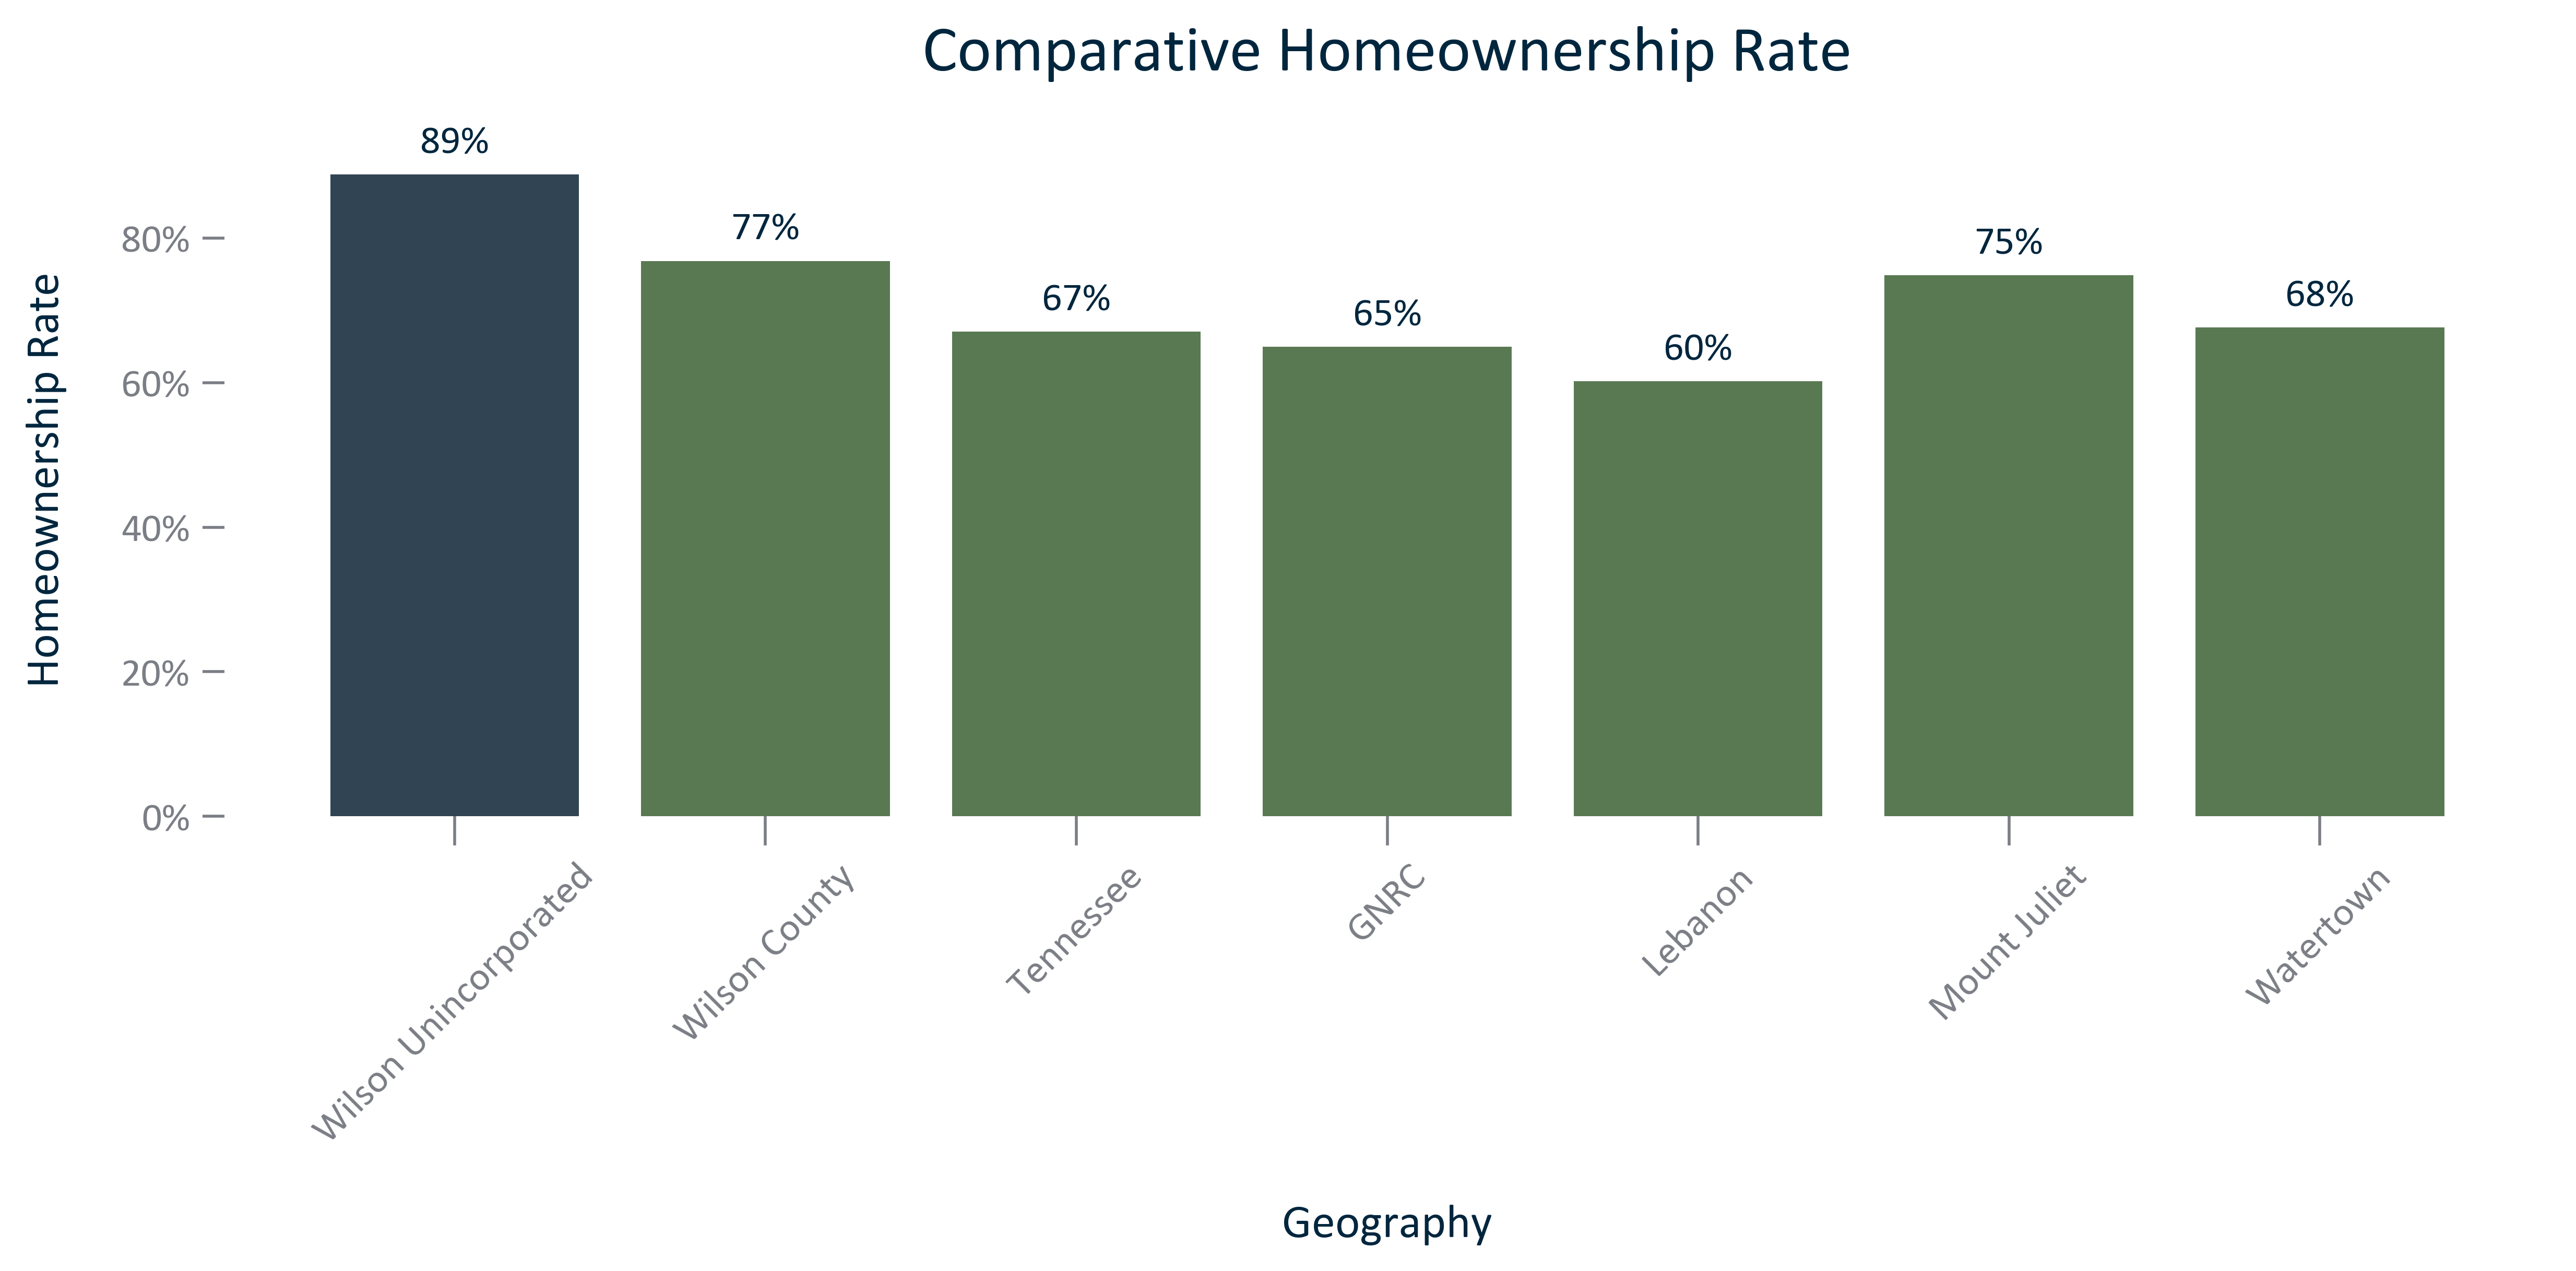 Comparative Homeownership Rate
Homeownership Rate
80%
60%
40%
20%
0%
89%
77%
67%
65%
60%
75%
68%
Wilson Unincorporated
Wilson County
Tennessee
GNRC
Lebanon
Mount Juliet
Watertown
Geography